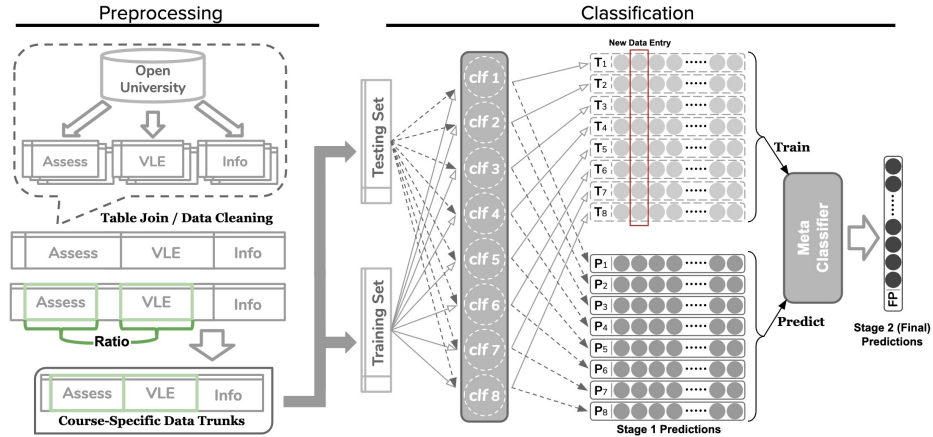 Preprocessing
Classification
Open
University
Assess
VLE
Info
Table Join / Data Cleaning
Assess
VLE
Info
Assess
VLE
Info
Ratio
Assess
VLE
Info
Course-Specific Data Trunks
Testing Set
Training Set
clf 1
clf 2
clf 3
clf 4
clf 5
clf 6
clf 7
clf 8
New Data Entry
T1
T2
T3
T4
T5
T6
T7
T8
P1
P2
P3
P4
P5
P6
P7
P8
Stage 1 Predictions
Train
Predict
Meta
Classifier
FP
Stage 2 (Final)
Predictions